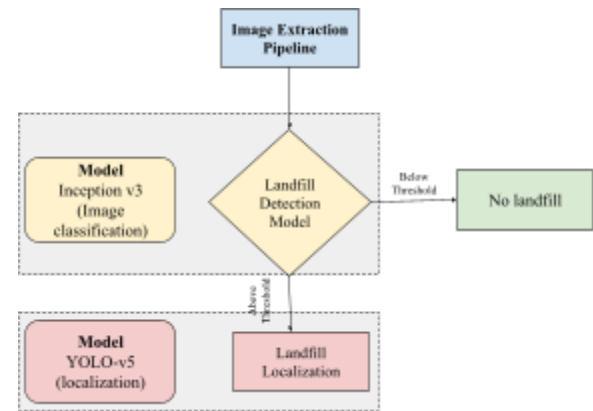 Image Extraction
Pipeline
Model
Inception v3
(Image
classification)
Landfill
Detection
Model
Below
Threshold
No landfill
Above
Threshold
Model
YOLO-v5
(localization)
Landfill
Localization